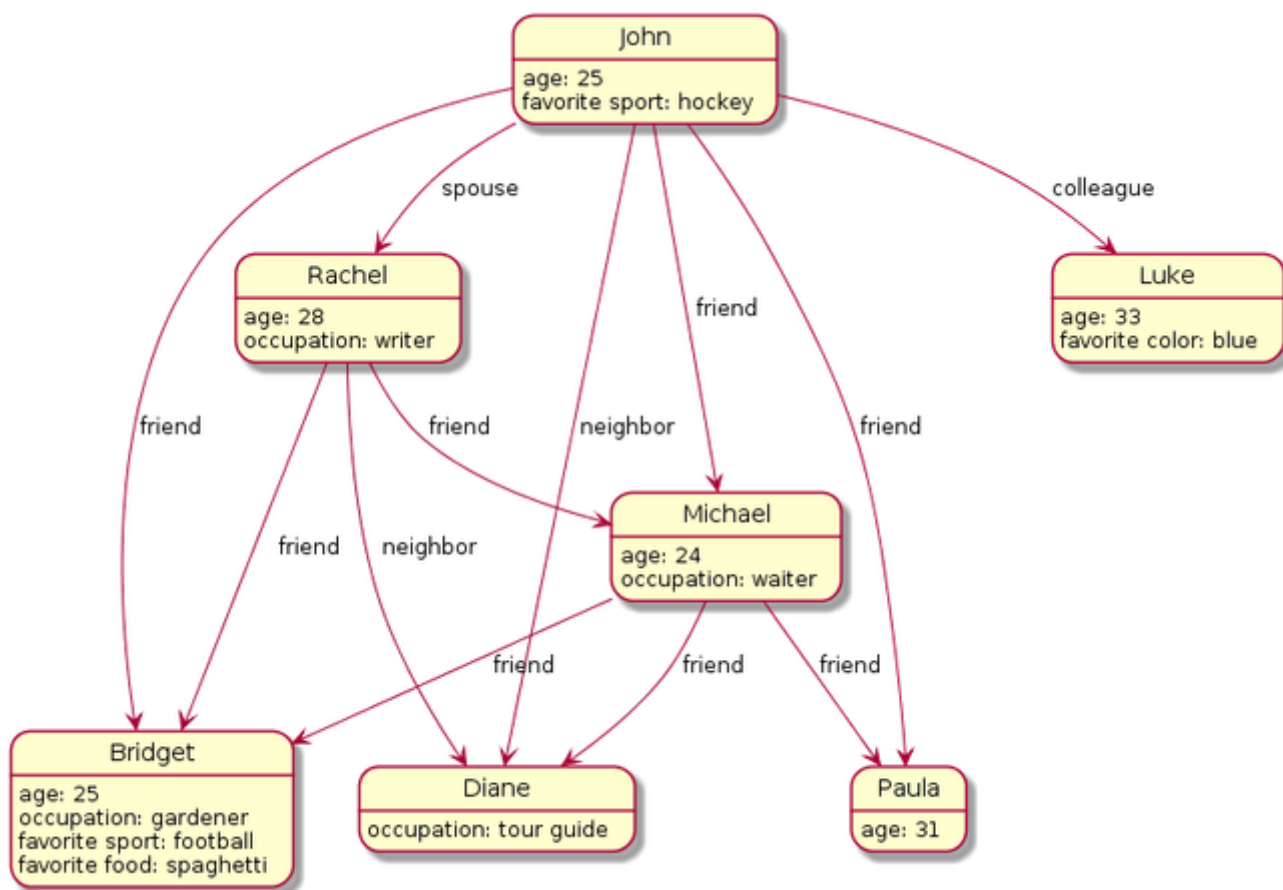 John
age: 25
favorite sport: hockey
spouse
colleague
Rachel
age: 28
occupation: writer
friend
Luke
age: 33
favorite color: blue
friend
friend
neighbor
friend
Michael
age: 24
occupation: waiter
friend
neighbor
friend
friend
friend
Bridget
age: 25
occupation: gardener
favorite sport: football
favorite food: spaghetti
Diane
occupation: tour guide
Paula
age: 31